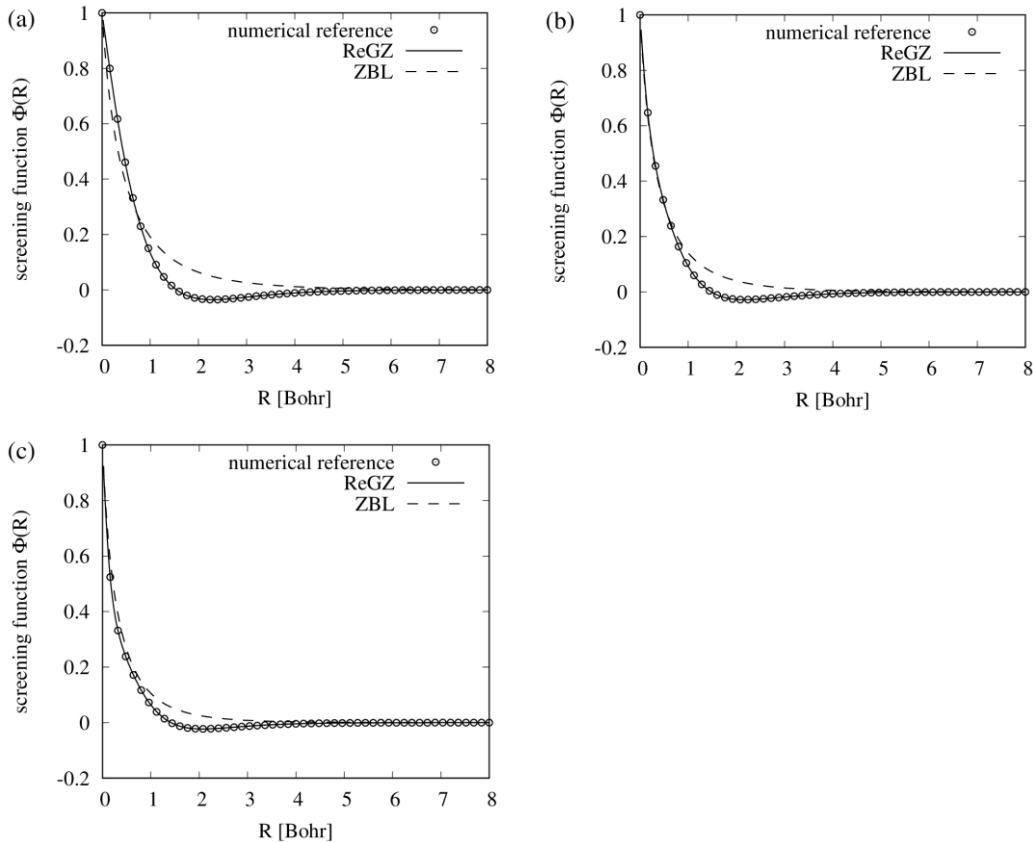 (a)
numerical reference
ReGZ
ZBL
screening function Φ(R)
1
0.8
0.6
0.4
0.2
0
-0.2
0 1 2 3 4 5 6 7 8
R [Bohr]
(b)
numerical reference
ReGZ
ZBL
screening function Φ(R)
1
0.8
0.6
0.4
0.2
0
-0.2
0 1 2 3 4 5 6 7 8
R [Bohr]
(c)
numerical reference
ReGZ
ZBL
screening function Φ(R)
1
0.8
0.6
0.4
0.2
0
-0.2
0 1 2 3 4 5 6 7 8
R [Bohr]